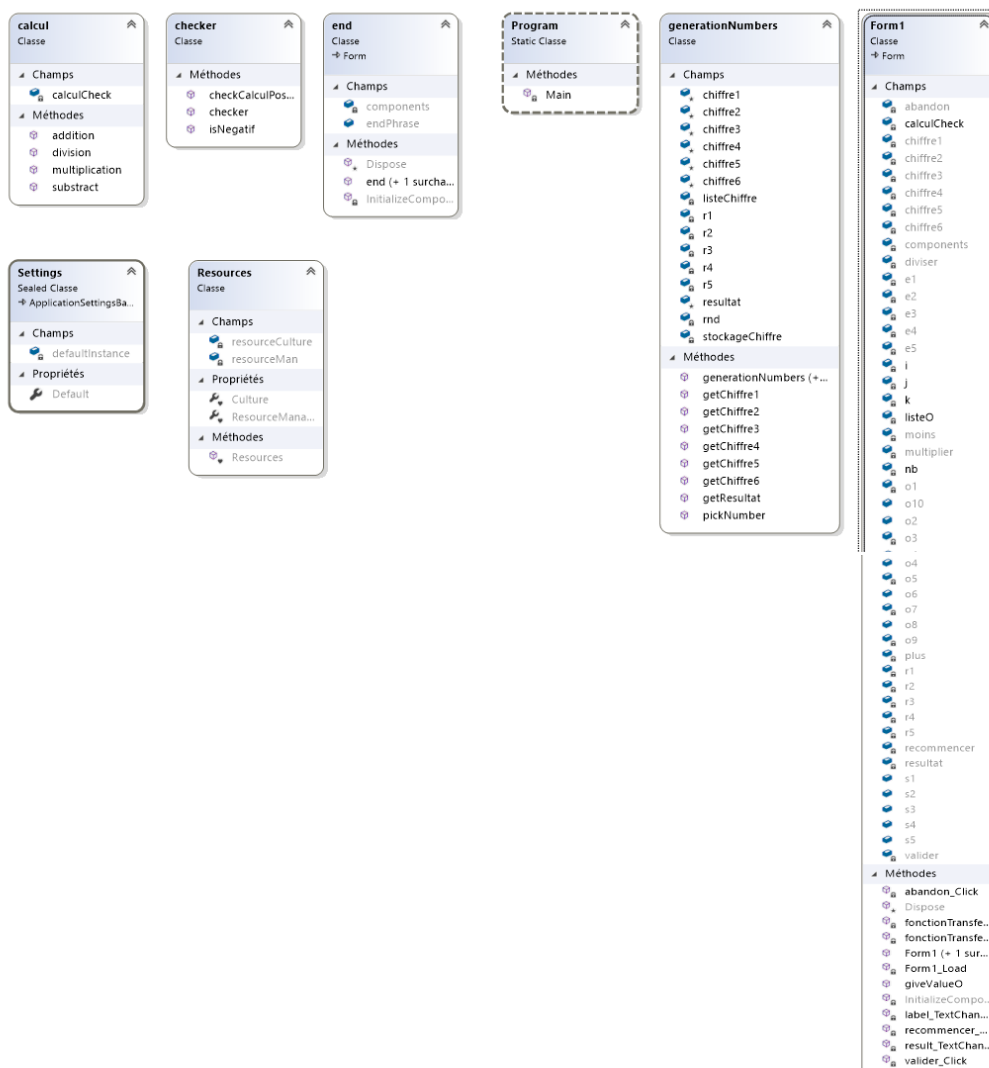 calcul
Classe
Champs
calculCheck
Méthodes
addition
division
multiplication
substract
checker
Classe
Méthodes
checkCalculPos...
checker
isNegatif
end
Classe
Form
Champs
components
endPhrase
Méthodes
Dispose
end (+ 1 surcha...
InitializeCompo...
Program
Static Classe
Méthodes
Main
generationNumbers
Classe
Champs
chiffre1
chiffre2
chiffre3
chiffre4
chiffre5
chiffre6
listeChiffre
r1
r2
r3
r4
r5
resultat
rnd
stockageChiffre
Méthodes
generationNumbers (+...
getChiffre1
getChiffre2
getChiffre3
getChiffre4
getChiffre5
getChiffre6
getResultat
pickNumber
Form1
Classe
Form
Champs
abandon
calculCheck
chiffre1
chiffre2
chiffre3
chiffre4
chiffre5
chiffre6
components
diviser
e1
e2
e3
e4
e5
i
j
k
listeO
moins
multiplier
nb
o1
o10
o2
o3
o4
o5
o6
o7
o8
o9
plus
r1
r2
r3
r4
r5
recommencer
resultat
s1
s2
s3
s4
s5
valider
Méthodes
abandon_Click
Dispose
fonctionTransfe...
fonctionTransfe...
Form1 (+ 1 sur...
Form1_Load
giveValueO
InitializeCompo...
label_TextChan...
recommencer_...
result_TextChan...
valider_Click
Settings
Sealed Classe
ApplicationSettingsBa...
Champs
defaultInstance
Propriétés
Default
Resources
Classe
Champs
resourceCulture
resourceMan
Propriétés
Culture
ResourceMana...
Méthodes
Resources